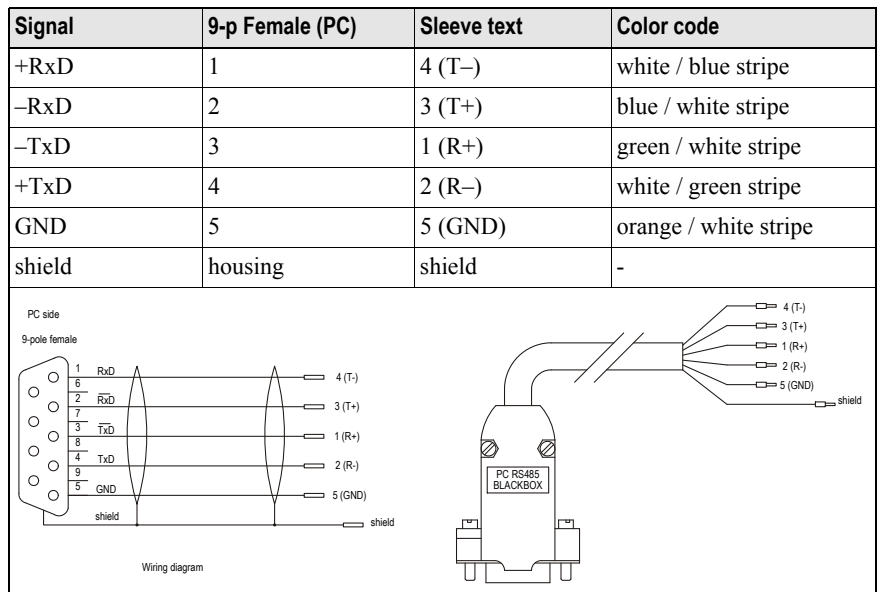 Signal 9-p Female (PC) Sleeve text Color code
+RxD 1 4 (T–) white / blue stripe
–RxD 2 3 (T+) blue / white stripe
–TxD 3 1 (R+) green / white stripe
+TxD 4 2 (R–) white / green stripe
GND 5 5 (GND) orange / white stripe
shield housing shield -
PC side
9-pole female
1 RxD 4 (T-)
6
2 R̅x̅D̅ 3 (T+)
7
3 T̅x̅D̅ 1 (R+)
8
4 TxD 2 (R-)
9
5 GND 5 (GND)
shield shield
Wiring diagram
4 (T-)
3 (T+)
1 (R+)
2 (R-)
5 (GND)
shield
PC RS485
BLACKBOX